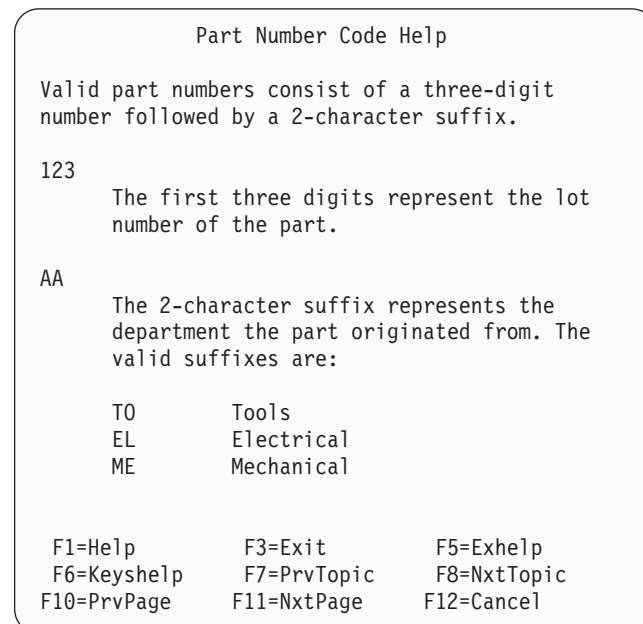 Part Number Code Help
Valid part numbers consist of a three-digit
number followed by a 2-character suffix.
123
The first three digits represent the lot
number of the part.
AA
The 2-character suffix represents the
department the part originated from. The
valid suffixes are:
TO Tools
EL Electrical
ME Mechanical
F1=Help F3=Exit F5=Exhelp
F6=Keyshelp F7=PrvTopic F8=NxtTopic
F10=PrvPage F11=NxtPage F12=Cancel